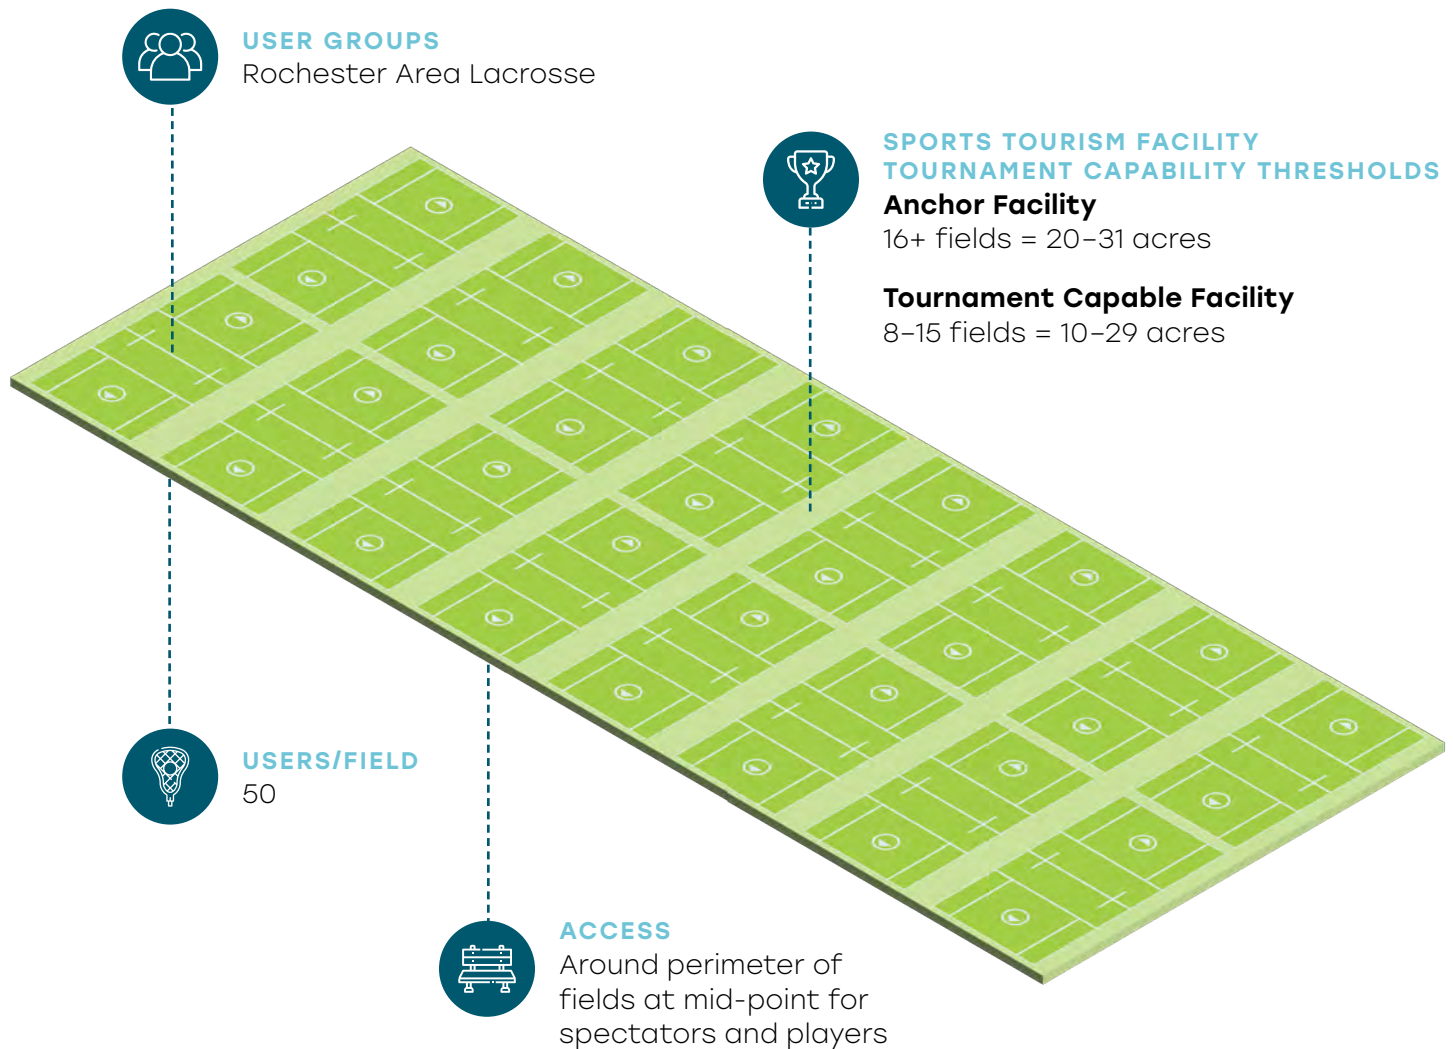 USER GROUPS
Rochester Area Lacrosse
SPORTS TOURISM FACILITY
TOURNAMENT CAPABILITY THRESHOLDS
Anchor Facility
16+ fields = 20–31 acres
Tournament Capable Facility
8–15 fields = 10–29 acres
USERS/FIELD
50
ACCESS
Around perimeter of
fields at mid-point for
spectators and players